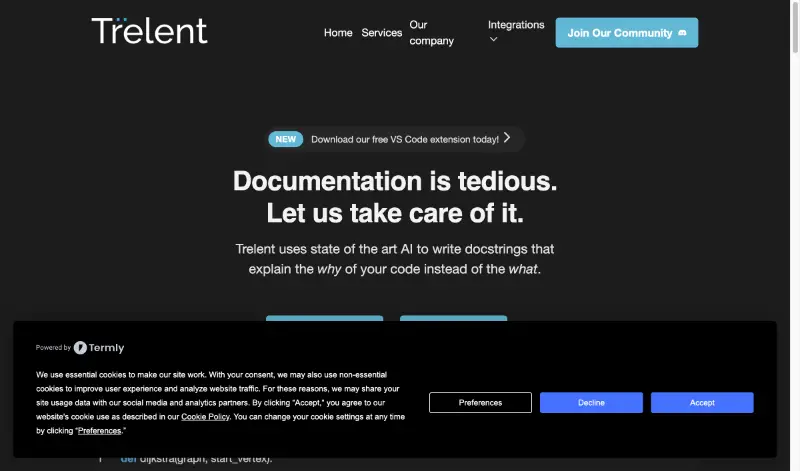 Trelent
Home
Services
Our
company
Integrations
Join Our Community
NEW Download our free VS Code extension today!
Documentation is tedious.
Let us take care of it.
Trelent uses state of the art AI to write docstrings that
explain the why of your code instead of the what.
Powered by Termly
We use essential cookies to make our site work. With your consent, we may also use non-essential
cookies to improve user experience and analyze website traffic. For these reasons, we may share your
site usage data with our social media and analytics partners. By clicking "Accept," you agree to our
website's cookie use as described in our Cookie Policy. You can change your cookie settings at any time
by clicking "Preferences."
Preferences
Decline
Accept
1 def dijkstra(graph, start_vertex):